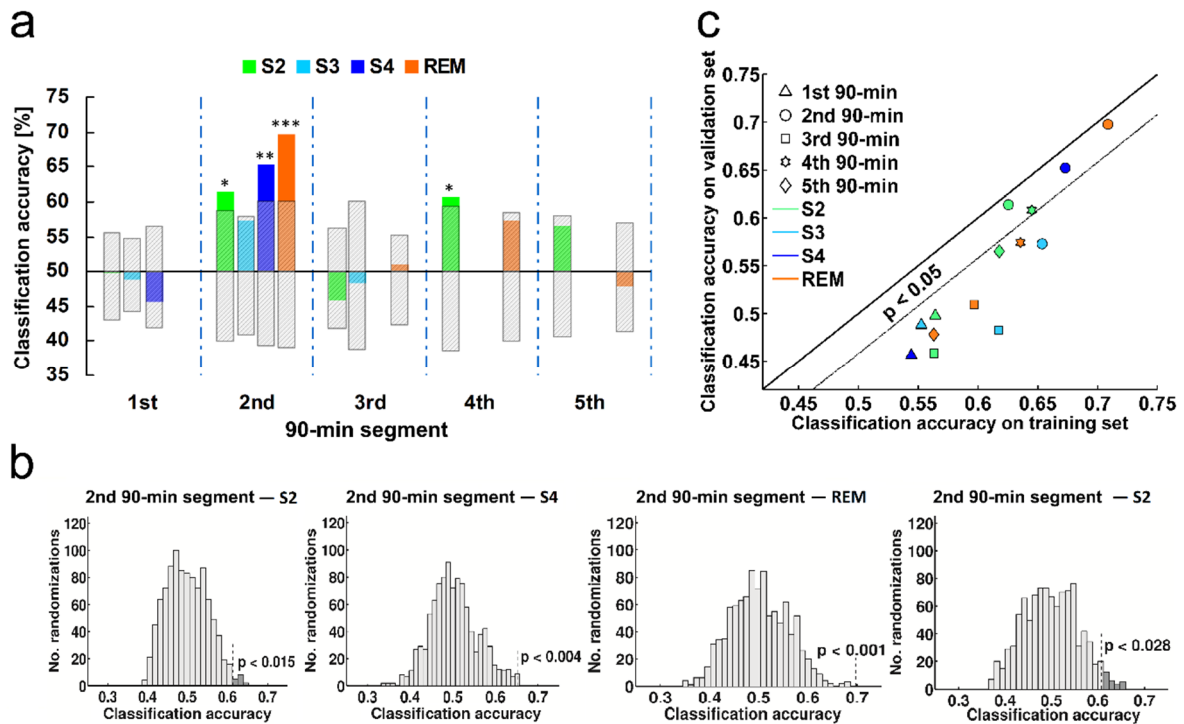 a
S2 S3 S4 REM
Classification accuracy [%]
75
70
65
60
55
50
45
40
35
*
**
***
*
1st 2nd 3rd 4th 5th
90-min segment
c
Classification accuracy on validation set
0.75
0.7
0.65
0.6
0.55
0.5
0.45
1st 90-min
2nd 90-min
3rd 90-min
4th 90-min
5th 90-min
S2
S3
S4
REM
p < 0.05
0.45 0.5 0.55 0.6 0.65 0.7 0.75
Classification accuracy on training set
b
2nd 90-min segment — S2
No. randomizations
120
100
80
60
40
20
0
p < 0.015
0.3 0.4 0.5 0.6 0.7
Classification accuracy
2nd 90-min segment — S4
No. randomizations
120
100
80
60
40
20
0
p < 0.004
0.3 0.4 0.5 0.6 0.7
Classification accuracy
2nd 90-min segment — REM
No. randomizations
120
100
80
60
40
20
0
p < 0.001
0.3 0.4 0.5 0.6 0.7
Classification accuracy
2nd 90-min segment — S2
No. randomizations
120
100
80
60
40
20
0
p < 0.028
0.3 0.4 0.5 0.6 0.7
Classification accuracy